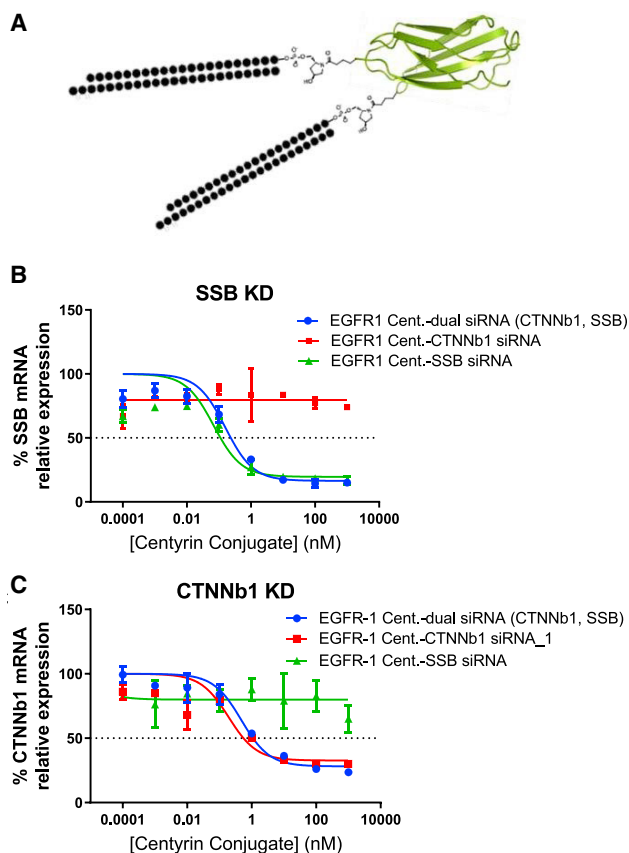 A
B
SSB KD
EGFR1 Cent.-dual siRNA (CTNNb1, SSB)
EGFR1 Cent.-CTNNb1 siRNA
EGFR1 Cent.-SSB siRNA
% SSB mRNA
relative expression
150
100
50
0
0.0001 0.01 1 100 10000
[Centyrin Conjugate] (nM)
C
CTNNb1 KD
EGFR-1 Cent.-dual siRNA (CTNNb1, SSB)
EGFR-1 Cent.-CTNNb1 siRNA_1
EGFR-1 Cent.-SSB siRNA
% CTNNb1 mRNA
relative expression
150
100
50
0
0.0001 0.01 1 100 10000
[Centyrin Conjugate] (nM)